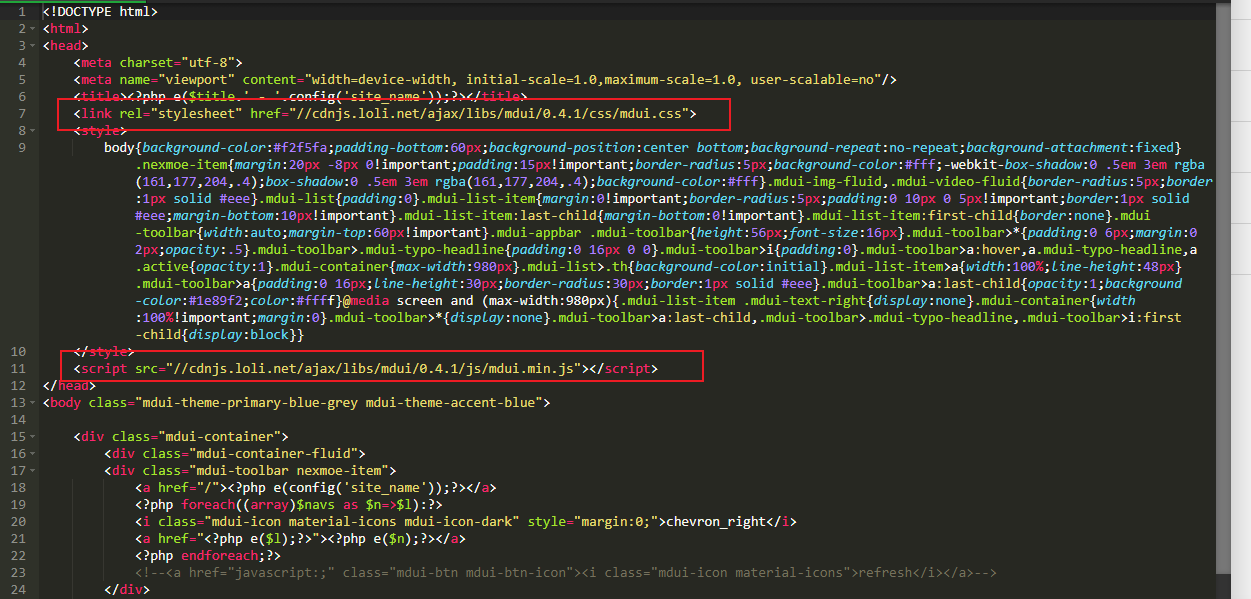 1 <!DOCTYPE html>
2 <html>
3 <head>
4 <meta charset="utf-8">
5 <meta name="viewport" content="width=device-width, initial-scale=1.0,maximum-scale=1.0, user-scalable=no"/>
6 <title><?php e($title.' - '.config('site_name'));?></title>
7 <link rel="stylesheet" href="//cdnjs.loli.net/ajax/libs/mdui/0.4.1/css/mdui.css">
8 <style>
9 body{background-color:#f2f5fa;padding-bottom:60px;background-position:center bottom;background-repeat:no-repeat;background-attachment:fixed}
.nexmoe-item{margin:20px -8px 0!important;padding:15px!important;border-radius:5px;background-color:#fff;-webkit-box-shadow:0 .5em 3em rgba
(161,177,204,.4);box-shadow:0 .5em 3em rgba(161,177,204,.4);background-color:#fff}.mdui-img-fluid,.mdui-video-fluid{border-radius:5px;border
:1px solid #eee}.mdui-list{padding:0}.mdui-list-item{margin:0!important;border-radius:5px;padding:0 10px 0 5px!important;border:1px solid
#eee;margin-bottom:10px!important}.mdui-list-item:last-child{margin-bottom:0!important}.mdui-list-item:first-child{border:none}.mdui
-toolbar{width:auto;margin-top:60px!important}.mdui-appbar .mdui-toolbar{height:56px;font-size:16px}.mdui-toolbar>*{padding:0 6px;margin:0
2px;opacity:.5}.mdui-toolbar>.mdui-typo-headline{padding:0 16px 0 0}.mdui-toolbar>i{padding:0}.mdui-toolbar>a:hover,a.mdui-typo-headline,a
.active{opacity:1}.mdui-container{max-width:980px}.mdui-list>.th{background-color:initial}.mdui-list-item>a{width:100%;line-height:48px}
.mdui-toolbar>a{padding:0 16px;line-height:30px;border-radius:30px;border:1px solid #eee}.mdui-toolbar>a:last-child{opacity:1;background
-color:#1e89f2;color:#ffff}@media screen and (max-width:980px){.mdui-list-item .mdui-text-right{display:none}.mdui-container{width
:100%!important;margin:0}.mdui-toolbar>*{display:none}.mdui-toolbar>a:last-child,.mdui-toolbar>.mdui-typo-headline,.mdui-toolbar>i:first
-child{display:block}}
10 </style>
11 <script src="//cdnjs.loli.net/ajax/libs/mdui/0.4.1/js/mdui.min.js"></script>
12 </head>
13 <body class="mdui-theme-primary-blue-grey mdui-theme-accent-blue">
14
15 <div class="mdui-container">
16 <div class="mdui-container-fluid">
17 <div class="mdui-toolbar nexmoe-item">
18 <a href="/"><?php e(config('site_name'));?></a>
19 <?php foreach((array)$navs as $n=>$l):?>
20 <i class="mdui-icon material-icons mdui-icon-dark" style="margin:0;">chevron_right</i>
21 <a href="<?php e($l);?>"><?php e($n);?></a>
22 <?php endforeach;?>
23 <!--<a href="javascript:;" class="mdui-btn mdui-btn-icon"><i class="mdui-icon material-icons">refresh</i></a>-->
24 </div>